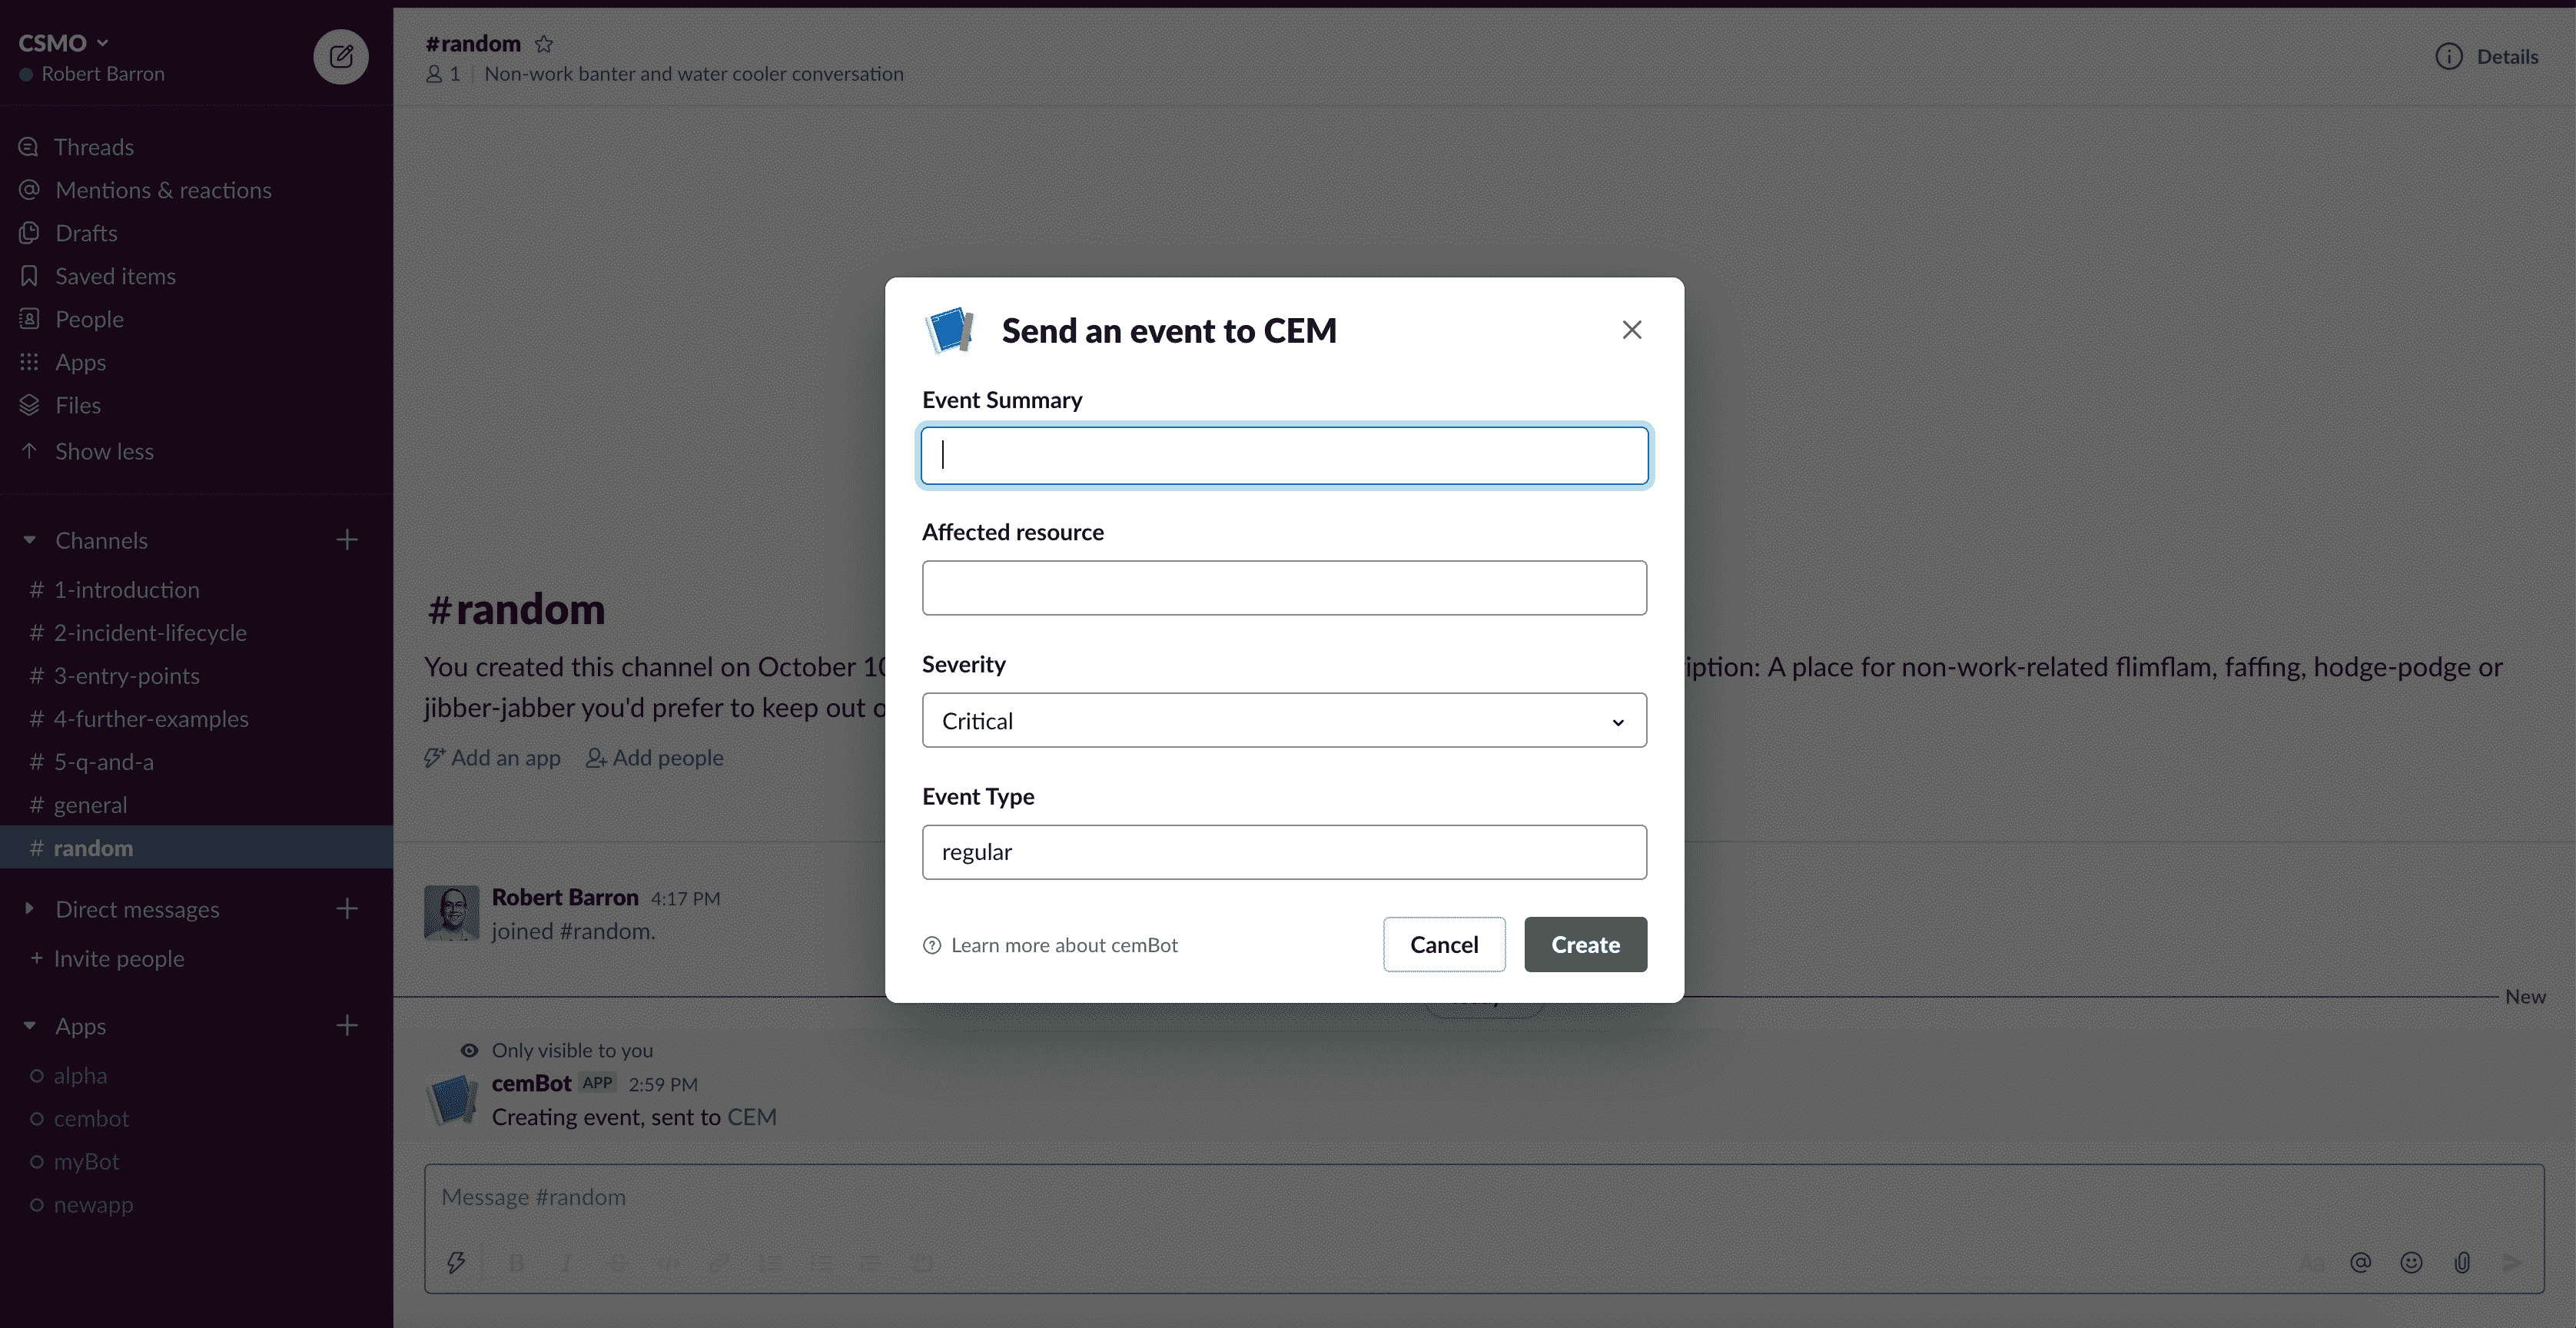 CSMO
Robert Barron
Threads
Mentions & reactions
Drafts
Saved items
People
Apps
Files
Show less
Channels
# 1-introduction
# 2-incident-lifecycle
# 3-entry-points
# 4-further-examples
# 5-q-and-a
# general
# random
Direct messages
+ Invite people
Apps
alpha
cembot
myBot
newapp
#random
1 | Non-work banter and water cooler conversation
Details
#random
You created this channel on October 10 iption: A place for non-work-related flimflam, faffing, hodge-podge or
jibber-jabber you'd prefer to keep out o
Add an app Add people
Robert Barron 4:17 PM
joined #random.
New
Only visible to you
cemBot APP 2:59 PM
Creating event, sent to CEM
Message #random
B I S </>
Aa @
Send an event to CEM
Event Summary
Affected resource
Severity
Critical
Event Type
regular
Learn more about cemBot
Cancel
Create